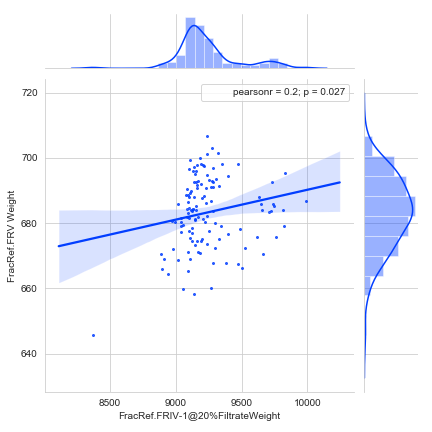 pearsonr = 0.2; p = 0.027
720
700
680
660
640
FracRef.FRV Weight
8500 9000 9500 10000
FracRef.FRIV-1@20%FiltrateWeight